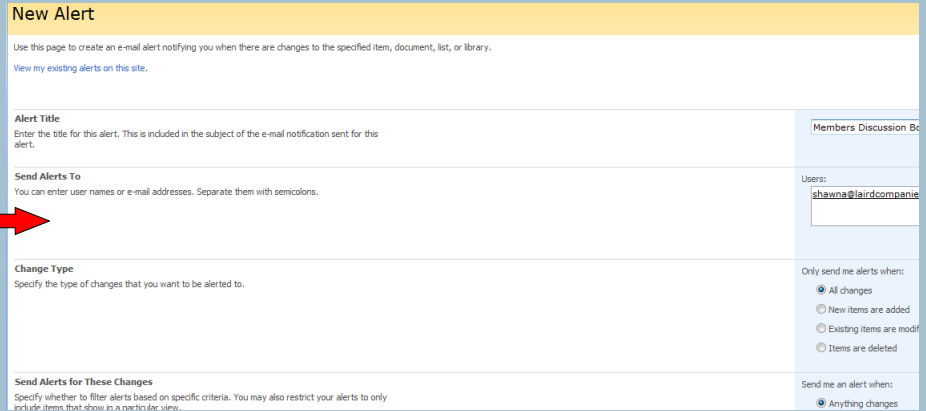 New Alert
Use this page to create an e-mail alert notifying you when there are changes to the specified item, document, list, or library.
View my existing alerts on this site.
Alert Title
Enter the title for this alert. This is included in the subject of the e-mail notification sent for this
alert.
Members Discussion Bo
Send Alerts To
You can enter user names or e-mail addresses. Separate them with semicolons.
Users:
shawna@lairdcompanie
Change Type
Specify the type of changes that you want to be alerted to.
Only send me alerts when:
All changes
New items are added
Existing items are modif
Items are deleted
Send Alerts for These Changes
Specify whether to filter alerts based on specific criteria. You may also restrict your alerts to only
include items that show in a particular view.
Send me an alert when:
Anything changes